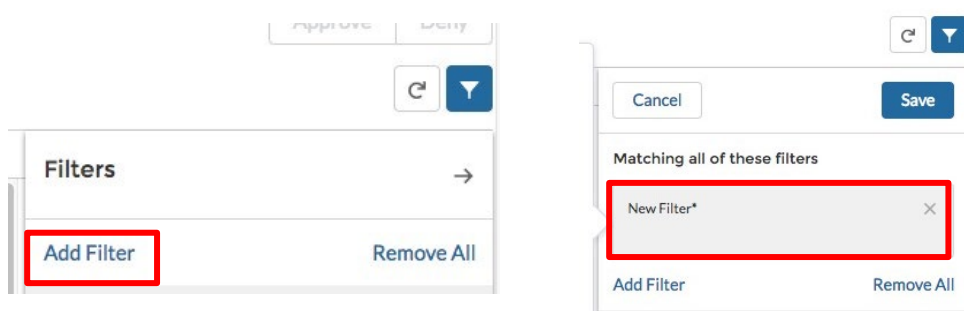 Approve Deny
Filters
Add Filter Remove All
Cancel Save
Matching all of these filters
New Filter*
Add Filter Remove All